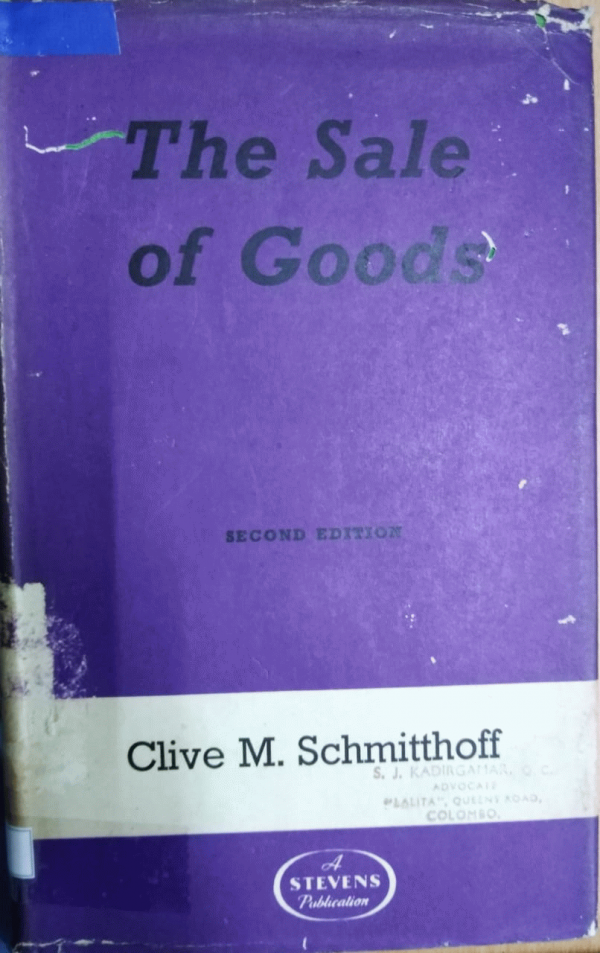 The Sale
of Goods
SECOND EDITION
Clive M. Schmitthoff
S. J. KADIRGAMAR, Q. C.
ADVOCATE
"LALITA", QUEENS ROAD,
COLOMBO.
A
STEVENS
Publication